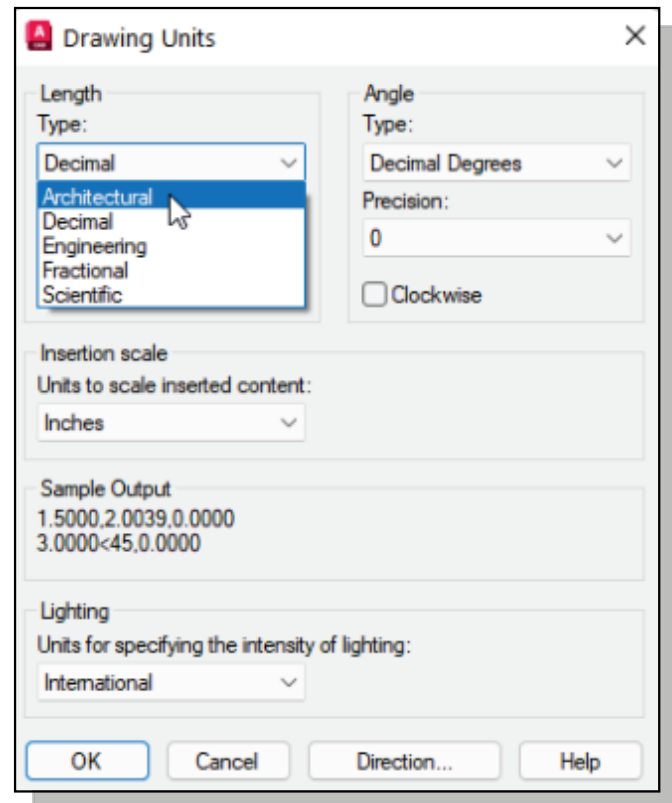 Drawing Units
Length
Type:
Decimal
Architectural
Decimal
Engineering
Fractional
Scientific
Angle
Type:
Decimal Degrees
Precision:
0
Clockwise
Insertion scale
Units to scale inserted content:
Inches
Sample Output
1.5000,2.0039,0.0000
3.0000<45,0.0000
Lighting
Units for specifying the intensity of lighting:
International
OK Cancel Direction... Help